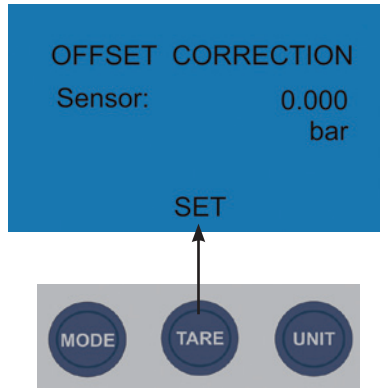 OFFSET CORRECTION
Sensor: 0.000
bar
SET
MODE TARE UNIT